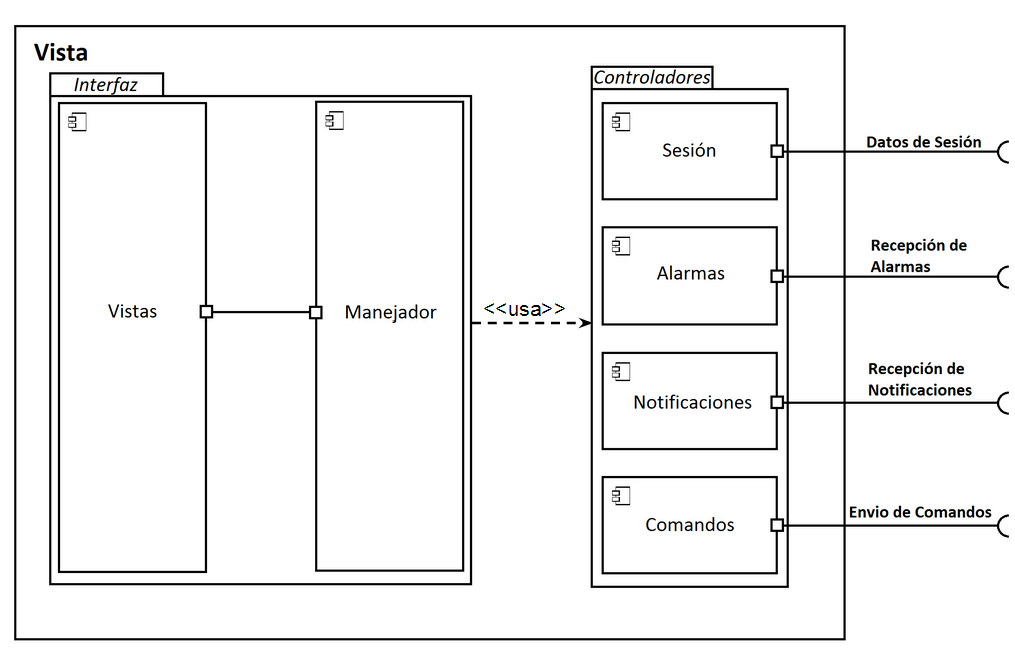 Vista
Interfaz
Controladores
Sesión
Datos de Sesión
Recepción de
Alarmas
Alarmas
Vistas
Manejador
<<usa>>
Recepción de
Notificaciones
Notificaciones
Envio de Comandos
Comandos